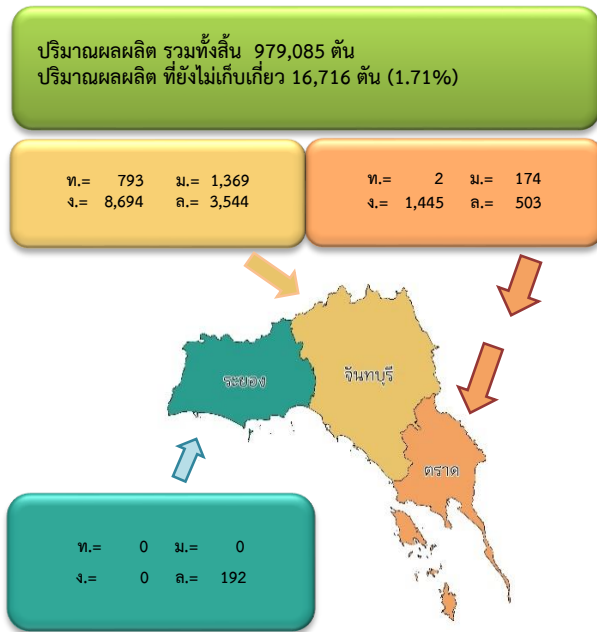 ปริมาณผลผลิต รวมทั้งสิ้น 979,085 ตัน
ปริมาณผลผลิต ที่ยังไม่เก็บเกี่ยว 16,716 ตัน (1.71%)
ท.= 793 ม.= 1,369
ง.= 8,694 ล.= 3,544
ท.= 2 ม.= 174
ง.= 1,445 ล.= 503
ระยอง
จันทบุรี
ตราด
ท.= 0 ม.= 0
ง.= 0 ล.= 192